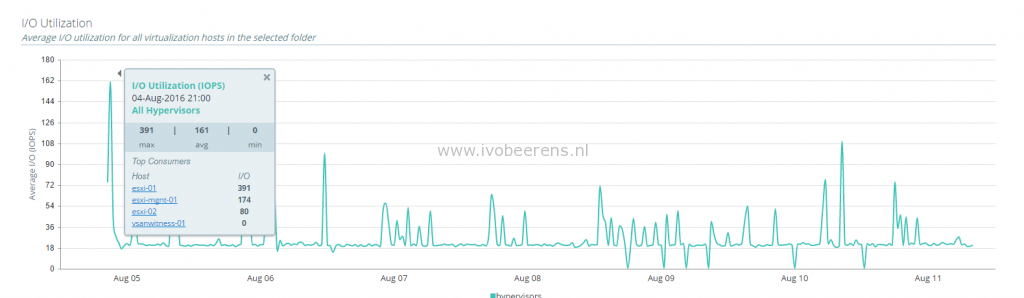 I/O Utilization
Average I/O utilization for all virtualization hosts in the selected folder
180
162
144
126
108
90
72
54
36
18
0
Average I/O (IOPS)
I/O Utilization (IOPS)
04-Aug-2016 21:00
All Hypervisors
391 | 161 | 0
max avg min
Top Consumers
Host I/O
esxi-01 391
esxi-mgnt-01 174
esxi-02 80
vsanwitness-01 0
www.ivobeerens.nl
Aug 05 Aug 06 Aug 07 Aug 08 Aug 09 Aug 10 Aug 11
hypervisors